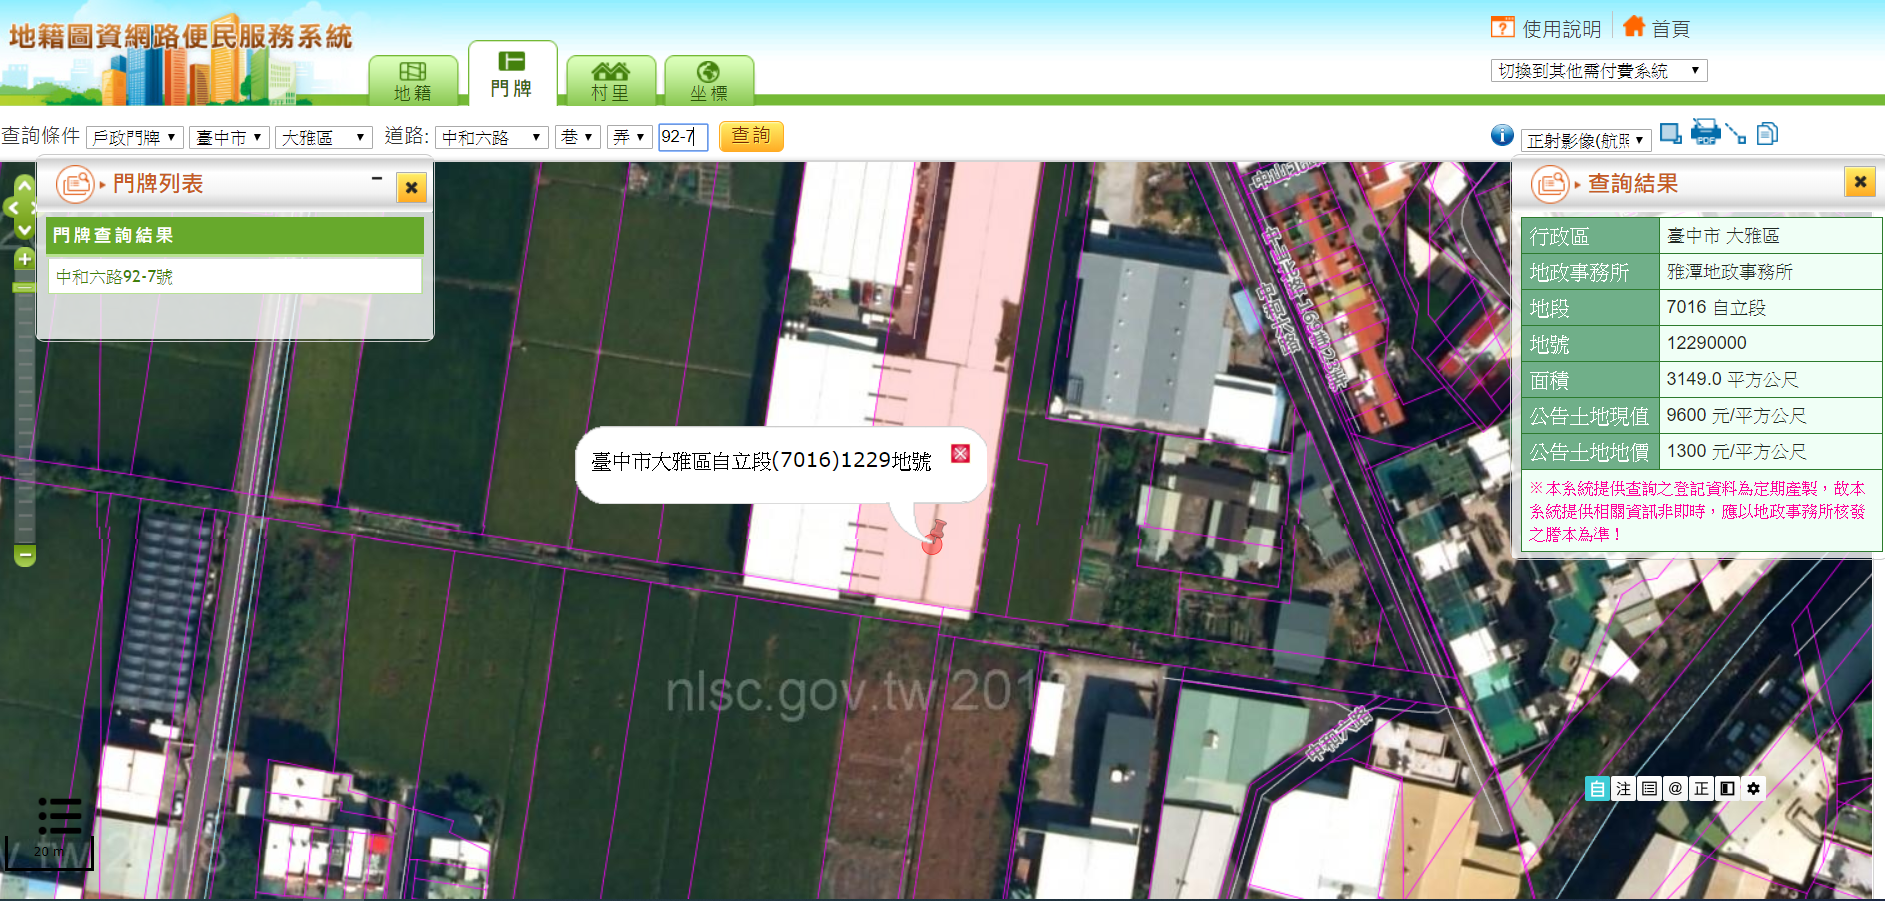 地籍圖資網路便民服務系統
使用說明
首頁
切換到其他需付費系統
地籍
門牌
村里
坐標
查詢條件 戶政門牌 臺中市 大雅區 道路: 中和六路 巷 弄 92-7 查詢
正射影像(航照
門牌列表
門牌查詢結果
中和六路92-7號
查詢結果
行政區 臺中市 大雅區
地政事務所 雅潭地政事務所
地段 7016 自立段
地號 12290000
面積 3149.0 平方公尺
公告土地現值 9600 元/平方公尺
公告土地地價 1300 元/平方公尺
※本系統提供查詢之登記資料為定期產製，故本
系統提供相關資訊非即時，應以地政事務所核發
之謄本為準！
臺中市大雅區自立段(7016)1229地號
nlsc.gov.tw 2018
中和六路
自 注 @ 正
20 m